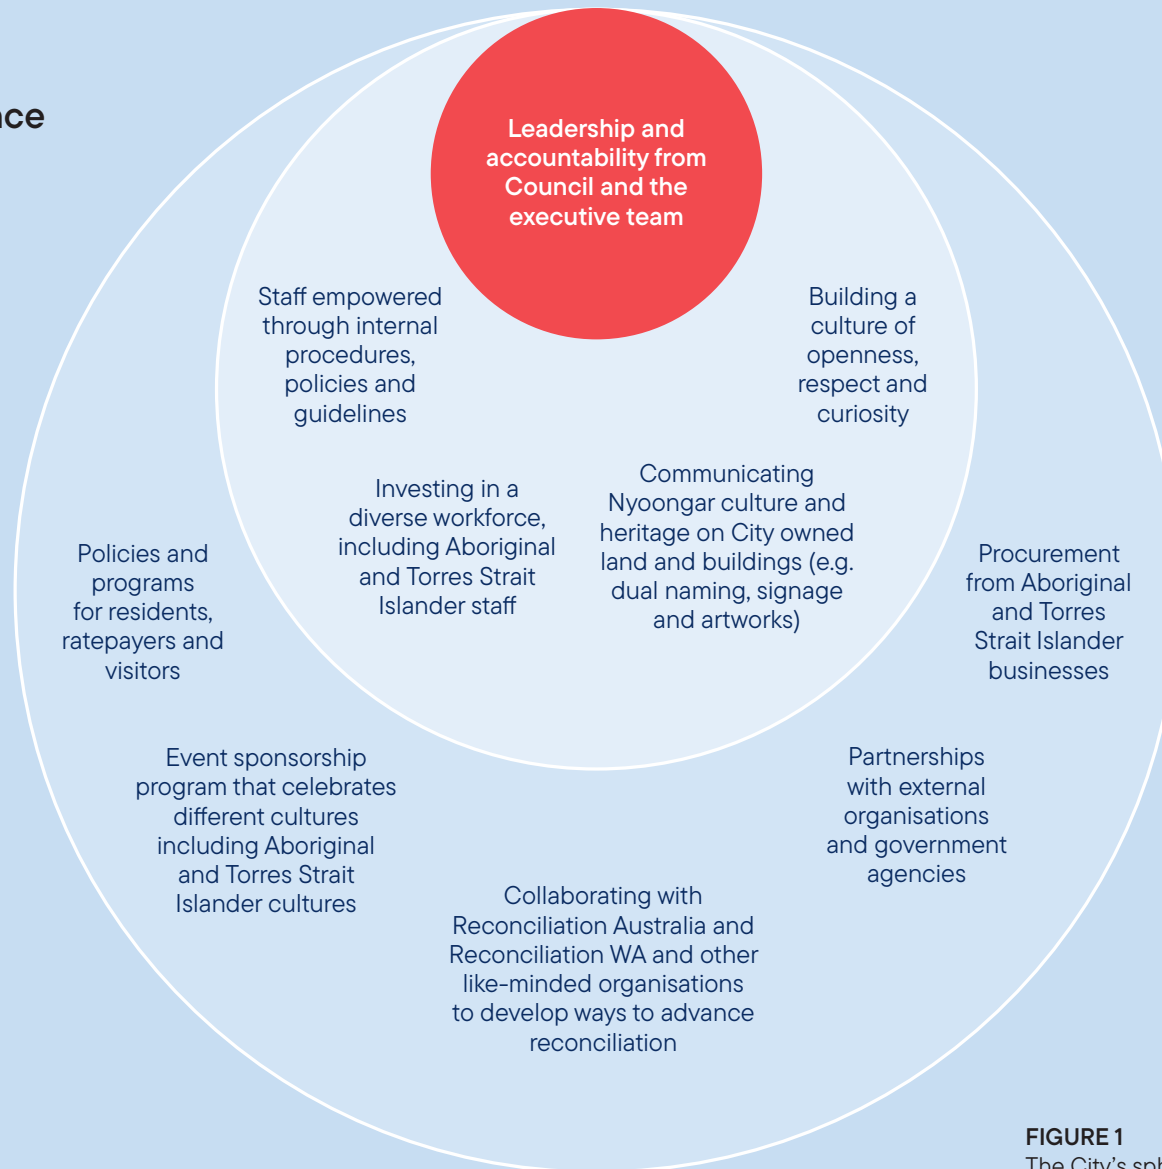 Leadership and
accountability from
Council and the
executive team
Staff empowered
through internal
procedures,
policies and
guidelines
Building a
culture of
openness,
respect and
curiosity
Investing in a
diverse workforce,
including Aboriginal
and Torres Strait
Islander staff
Communicating
Nyoongar culture and
heritage on City owned
land and buildings (e.g.
dual naming, signage
and artworks)
Policies and
programs
for residents,
ratepayers and
visitors
Procurement
from Aboriginal
and Torres
Strait Islander
businesses
Event sponsorship
program that celebrates
different cultures
including Aboriginal
and Torres Strait
Islander cultures
Partnerships
with external
organisations
and government
agencies
Collaborating with
Reconciliation Australia and
Reconciliation WA and other
like-minded organisations
to develop ways to advance
reconciliation
FIGURE 1
The City's